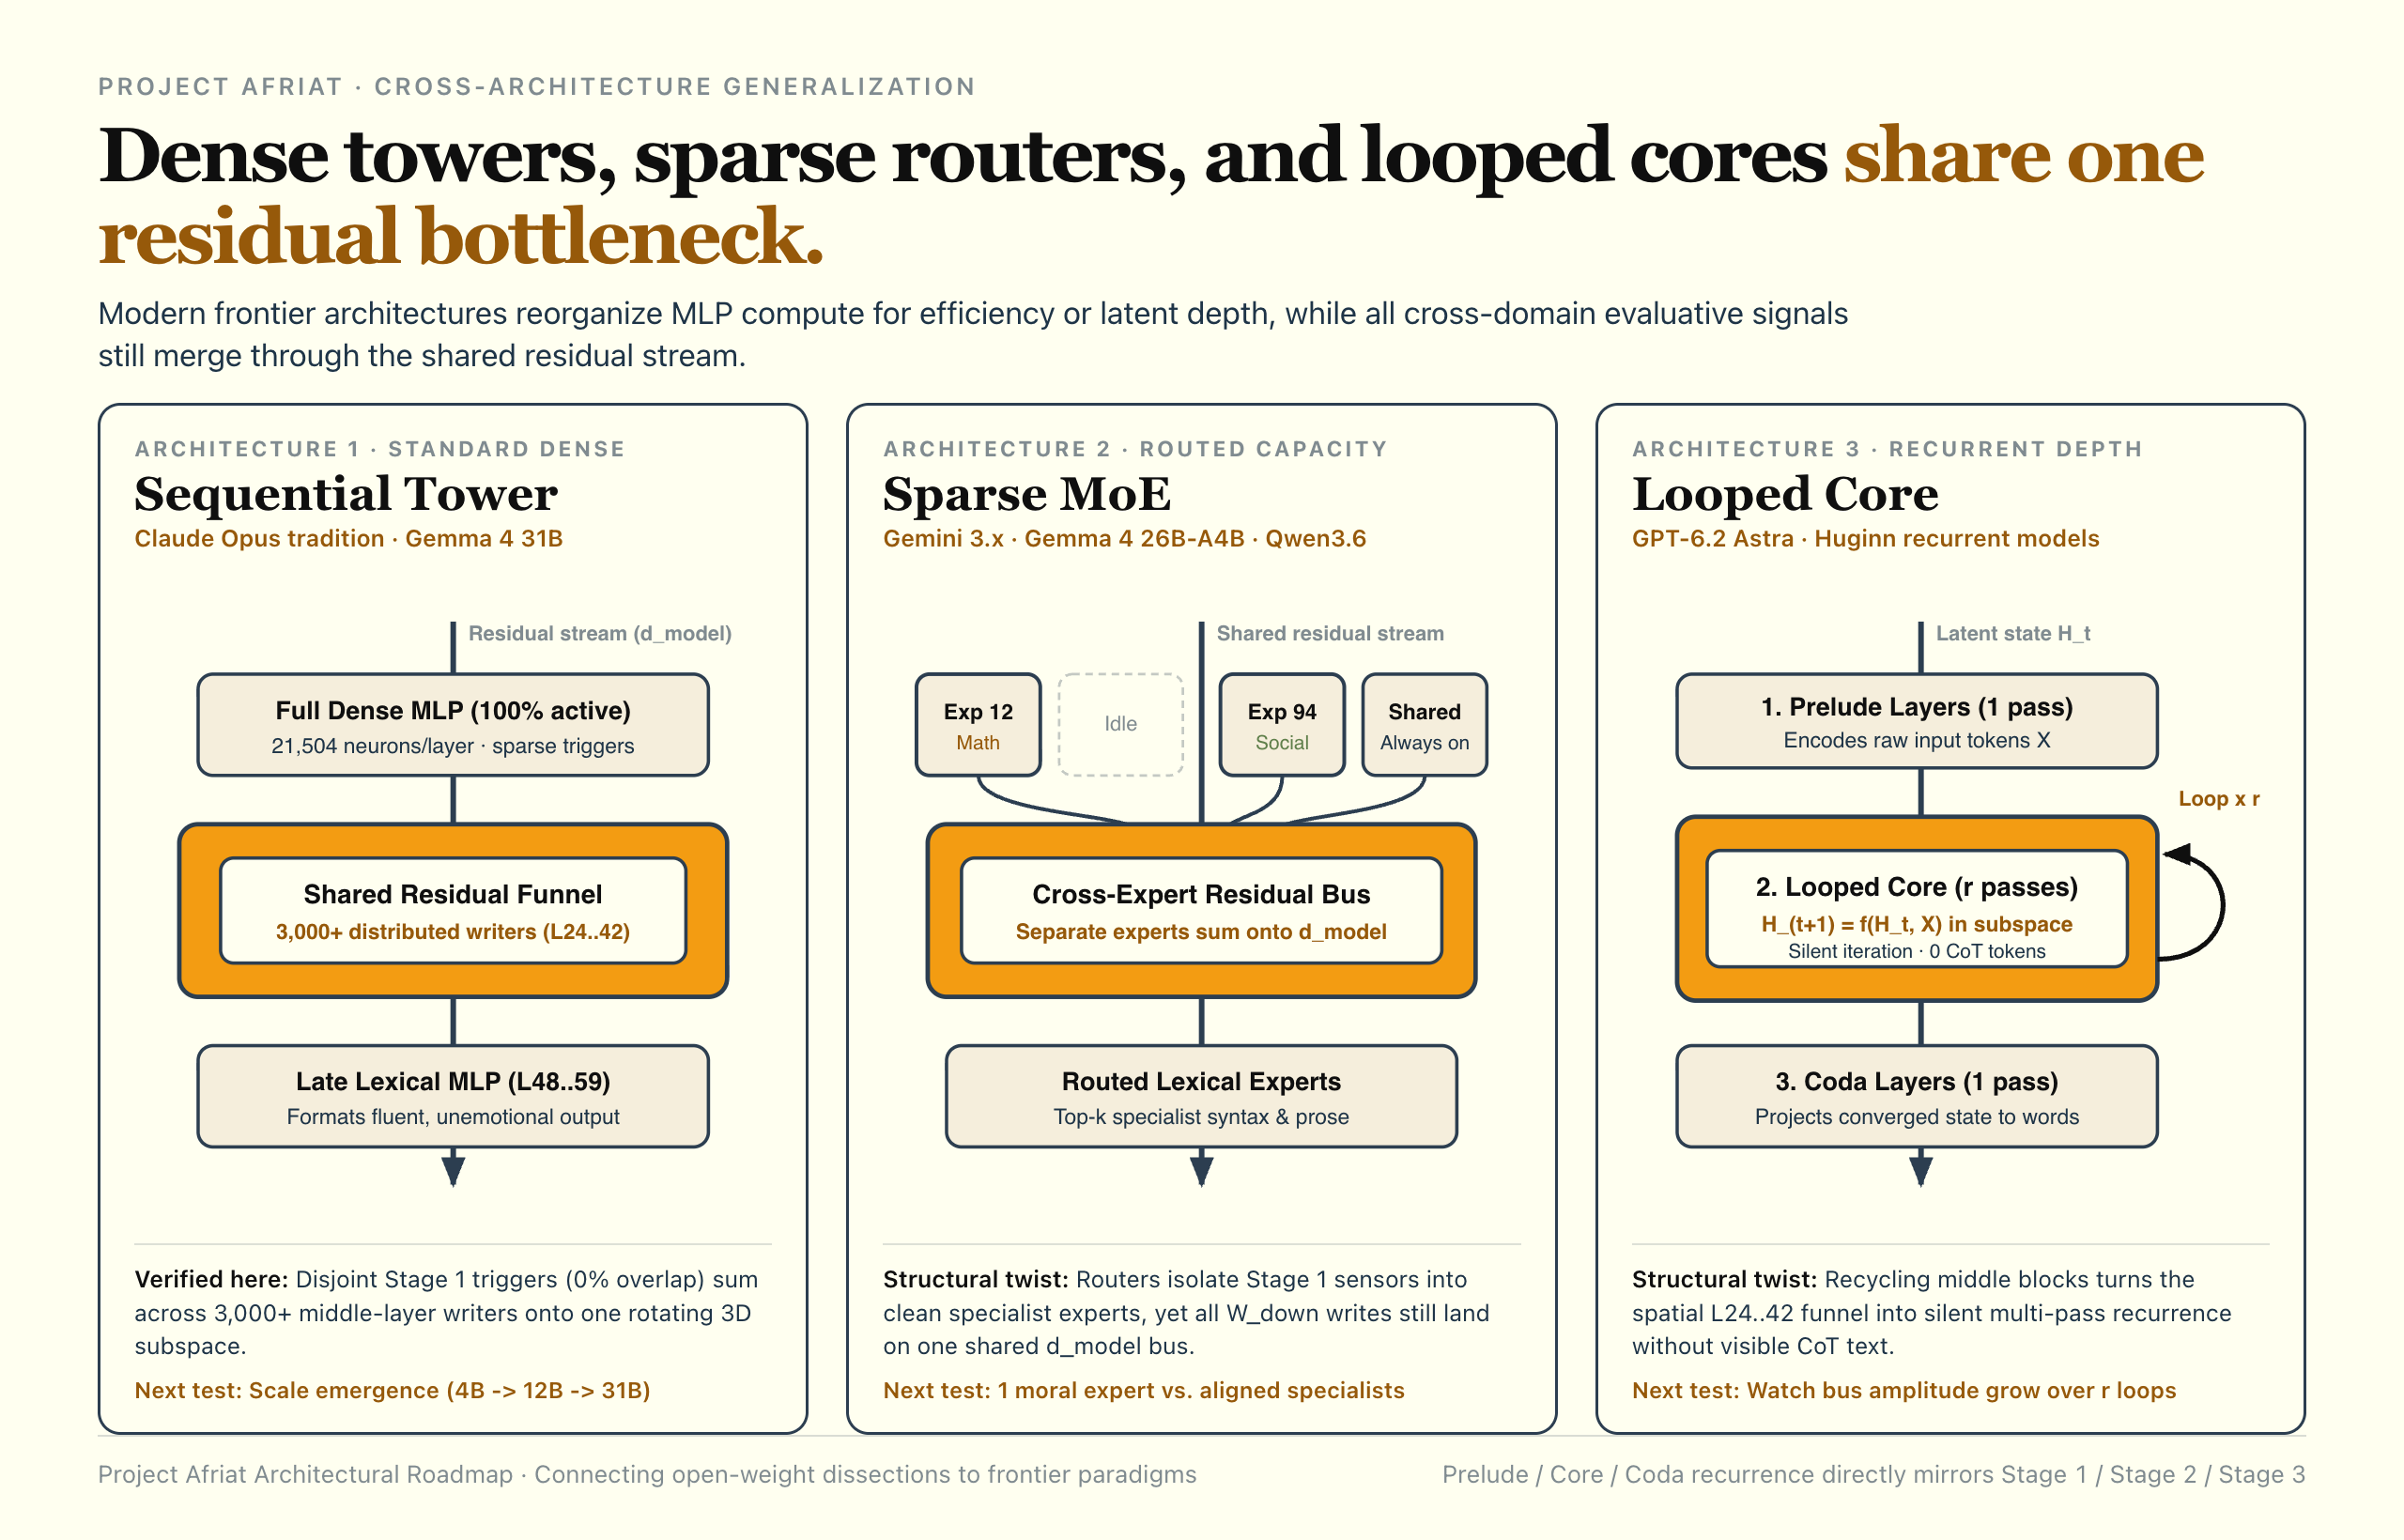 PROJECT AFRIAT · CROSS-ARCHITECTURE GENERALIZATION
Dense towers, sparse routers, and looped cores share one
residual bottleneck.
Modern frontier architectures reorganize MLP compute for efficiency or latent depth, while all cross-domain evaluative signals
still merge through the shared residual stream.
ARCHITECTURE 1 · STANDARD DENSE
Sequential Tower
Claude Opus tradition · Gemma 4 31B
Residual stream (d_model)
Full Dense MLP (100% active)
21,504 neurons/layer · sparse triggers
Shared Residual Funnel
3,000+ distributed writers (L24..42)
Late Lexical MLP (L48..59)
Formats fluent, unemotional output
Verified here: Disjoint Stage 1 triggers (0% overlap) sum
across 3,000+ middle-layer writers onto one rotating 3D
subspace.
Next test: Scale emergence (4B -> 12B -> 31B)
ARCHITECTURE 2 · ROUTED CAPACITY
Sparse MoE
Gemini 3.x · Gemma 4 26B-A4B · Qwen3.6
Shared residual stream
Exp 12
Math
Idle
Exp 94
Social
Shared
Always on
Cross-Expert Residual Bus
Separate experts sum onto d_model
Routed Lexical Experts
Top-k specialist syntax & prose
Structural twist: Routers isolate Stage 1 sensors into
clean specialist experts, yet all W_down writes still land
on one shared d_model bus.
Next test: 1 moral expert vs. aligned specialists
ARCHITECTURE 3 · RECURRENT DEPTH
Looped Core
GPT-6.2 Astra · Huginn recurrent models
Latent state H_t
1. Prelude Layers (1 pass)
Encodes raw input tokens X
Loop x r
2. Looped Core (r passes)
H_(t+1) = f(H_t, X) in subspace
Silent iteration · 0 CoT tokens
3. Coda Layers (1 pass)
Projects converged state to words
Structural twist: Recycling middle blocks turns the
spatial L24..42 funnel into silent multi-pass recurrence
without visible CoT text.
Next test: Watch bus amplitude grow over r loops
Project Afriat Architectural Roadmap · Connecting open-weight dissections to frontier paradigms
Prelude / Core / Coda recurrence directly mirrors Stage 1 / Stage 2 / Stage 3